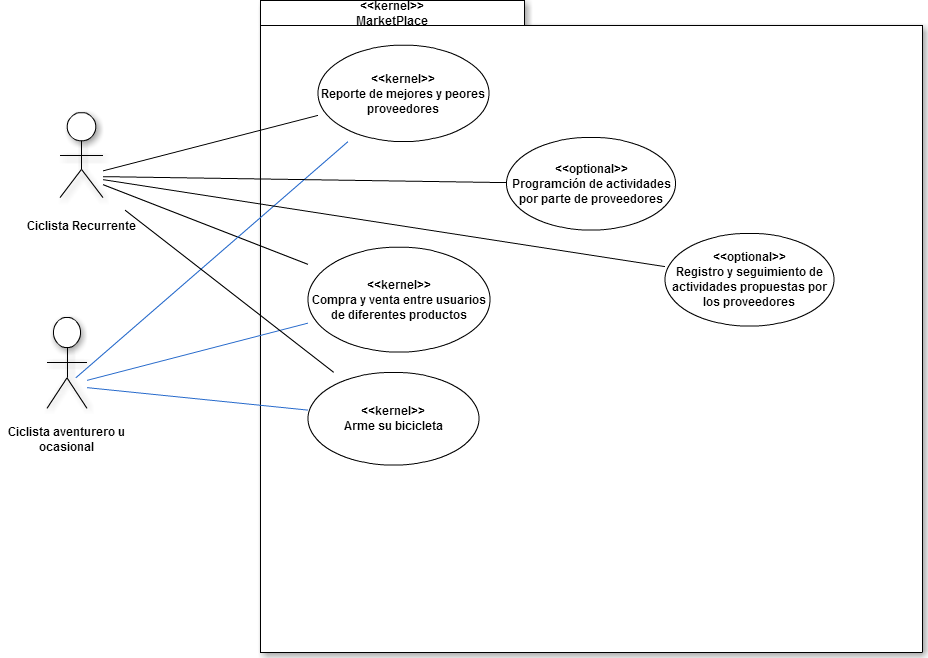 <<kernel>>
MarketPlace
<<kernel>>
Reporte de mejores y peores
proveedores
<<optional>>
Programción de actividades
por parte de proveedores
Ciclista Recurrente
<<optional>>
Registro y seguimiento de
actividades propuestas por
los proveedores
<<kernel>>
Compra y venta entre usuarios
de diferentes productos
<<kernel>>
Arme su bicicleta
Ciclista aventurero u
ocasional